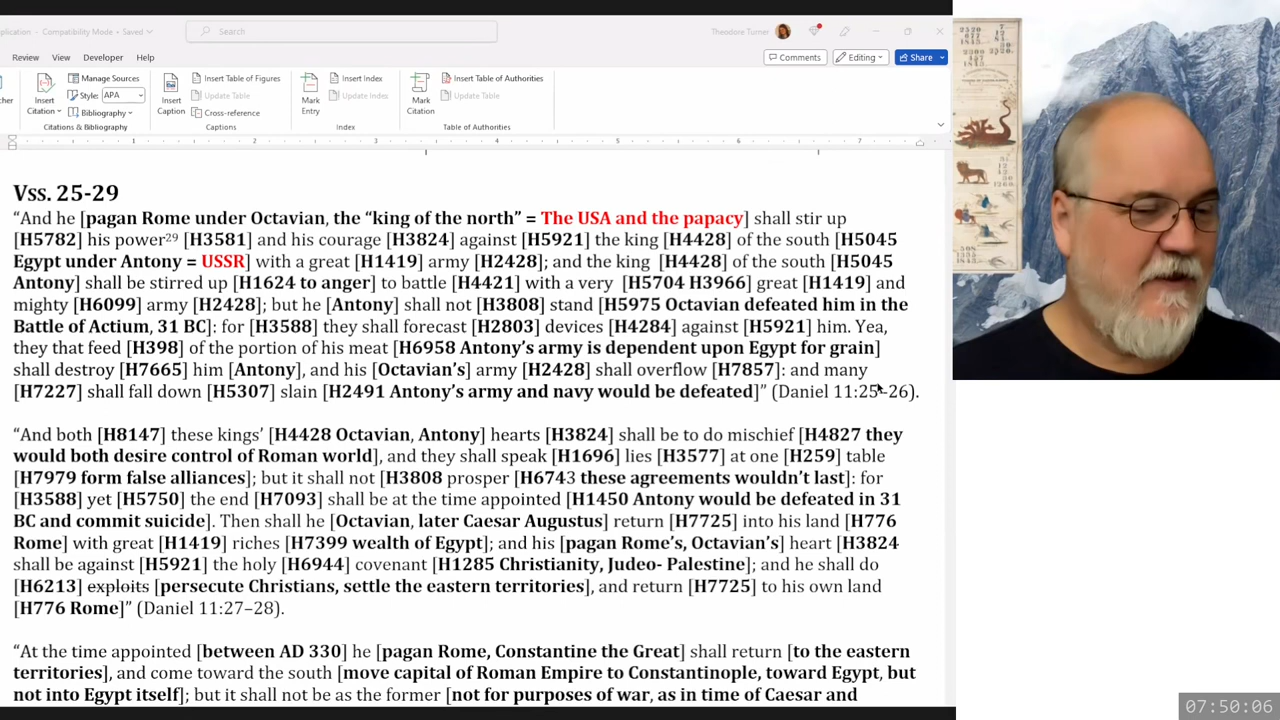 plication - Compatibility Mode • Saved
Search
Theodore Turner
Review View Developer Help
Comments
Editing
Share
cher
Insert Citation
Manage Sources
Style: APA
Bibliography
Citations & Bibliography
Insert Caption
Insert Table of Figures
Update Table
Cross-reference
Captions
Mark Entry
Insert Index
Update Index
Index
Mark Citation
Insert Table of Authorities
Update Table
Table of Authorities
3 4 5 6 7
Vss. 25-29
“And he [pagan Rome under Octavian, the “king of the north” = The USA and the papacy] shall stir up
[H5782] his power29 [H3581] and his courage [H3824] against [H5921] the king [H4428] of the south [H5045
Egypt under Antony = USSR] with a great [H1419] army [H2428]; and the king [H4428] of the south [H5045
Antony] shall be stirred up [H1624 to anger] to battle [H4421] with a very [H5704 H3966] great [H1419] and
mighty [H6099] army [H2428]; but he [Antony] shall not [H3808] stand [H5975 Octavian defeated him in the
Battle of Actium, 31 BC]: for [H3588] they shall forecast [H2803] devices [H4284] against [H5921] him. Yea,
they that feed [H398] of the portion of his meat [H6958 Antony’s army is dependent upon Egypt for grain]
shall destroy [H7665] him [Antony], and his [Octavian’s] army [H2428] shall overflow [H7857]: and many
[H7227] shall fall down [H5307] slain [H2491 Antony’s army and navy would be defeated]” (Daniel 11:25–26).
“And both [H8147] these kings’ [H4428 Octavian, Antony] hearts [H3824] shall be to do mischief [H4827 they
would both desire control of Roman world], and they shall speak [H1696] lies [H3577] at one [H259] table
[H7979 form false alliances]; but it shall not [H3808 prosper [H6743 these agreements wouldn’t last]: for
[H3588] yet [H5750] the end [H7093] shall be at the time appointed [H1450 Antony would be defeated in 31
BC and commit suicide]. Then shall he [Octavian, later Caesar Augustus] return [H7725] into his land [H776
Rome] with great [H1419] riches [H7399 wealth of Egypt]; and his [pagan Rome’s, Octavian’s] heart [H3824
shall be against [H5921] the holy [H6944] covenant [H1285 Christianity, Judeo- Palestine]; and he shall do
[H6213] exploits [persecute Christians, settle the eastern territories], and return [H7725] to his own land
[H776 Rome]” (Daniel 11:27–28).
“At the time appointed [between AD 330] he [pagan Rome, Constantine the Great] shall return [to the eastern
territories], and come toward the south [move capital of Roman Empire to Constantinople, toward Egypt, but
not into Egypt itself]; but it shall not be as the former [not for purposes of war, as in time of Caesar and
07:50:06